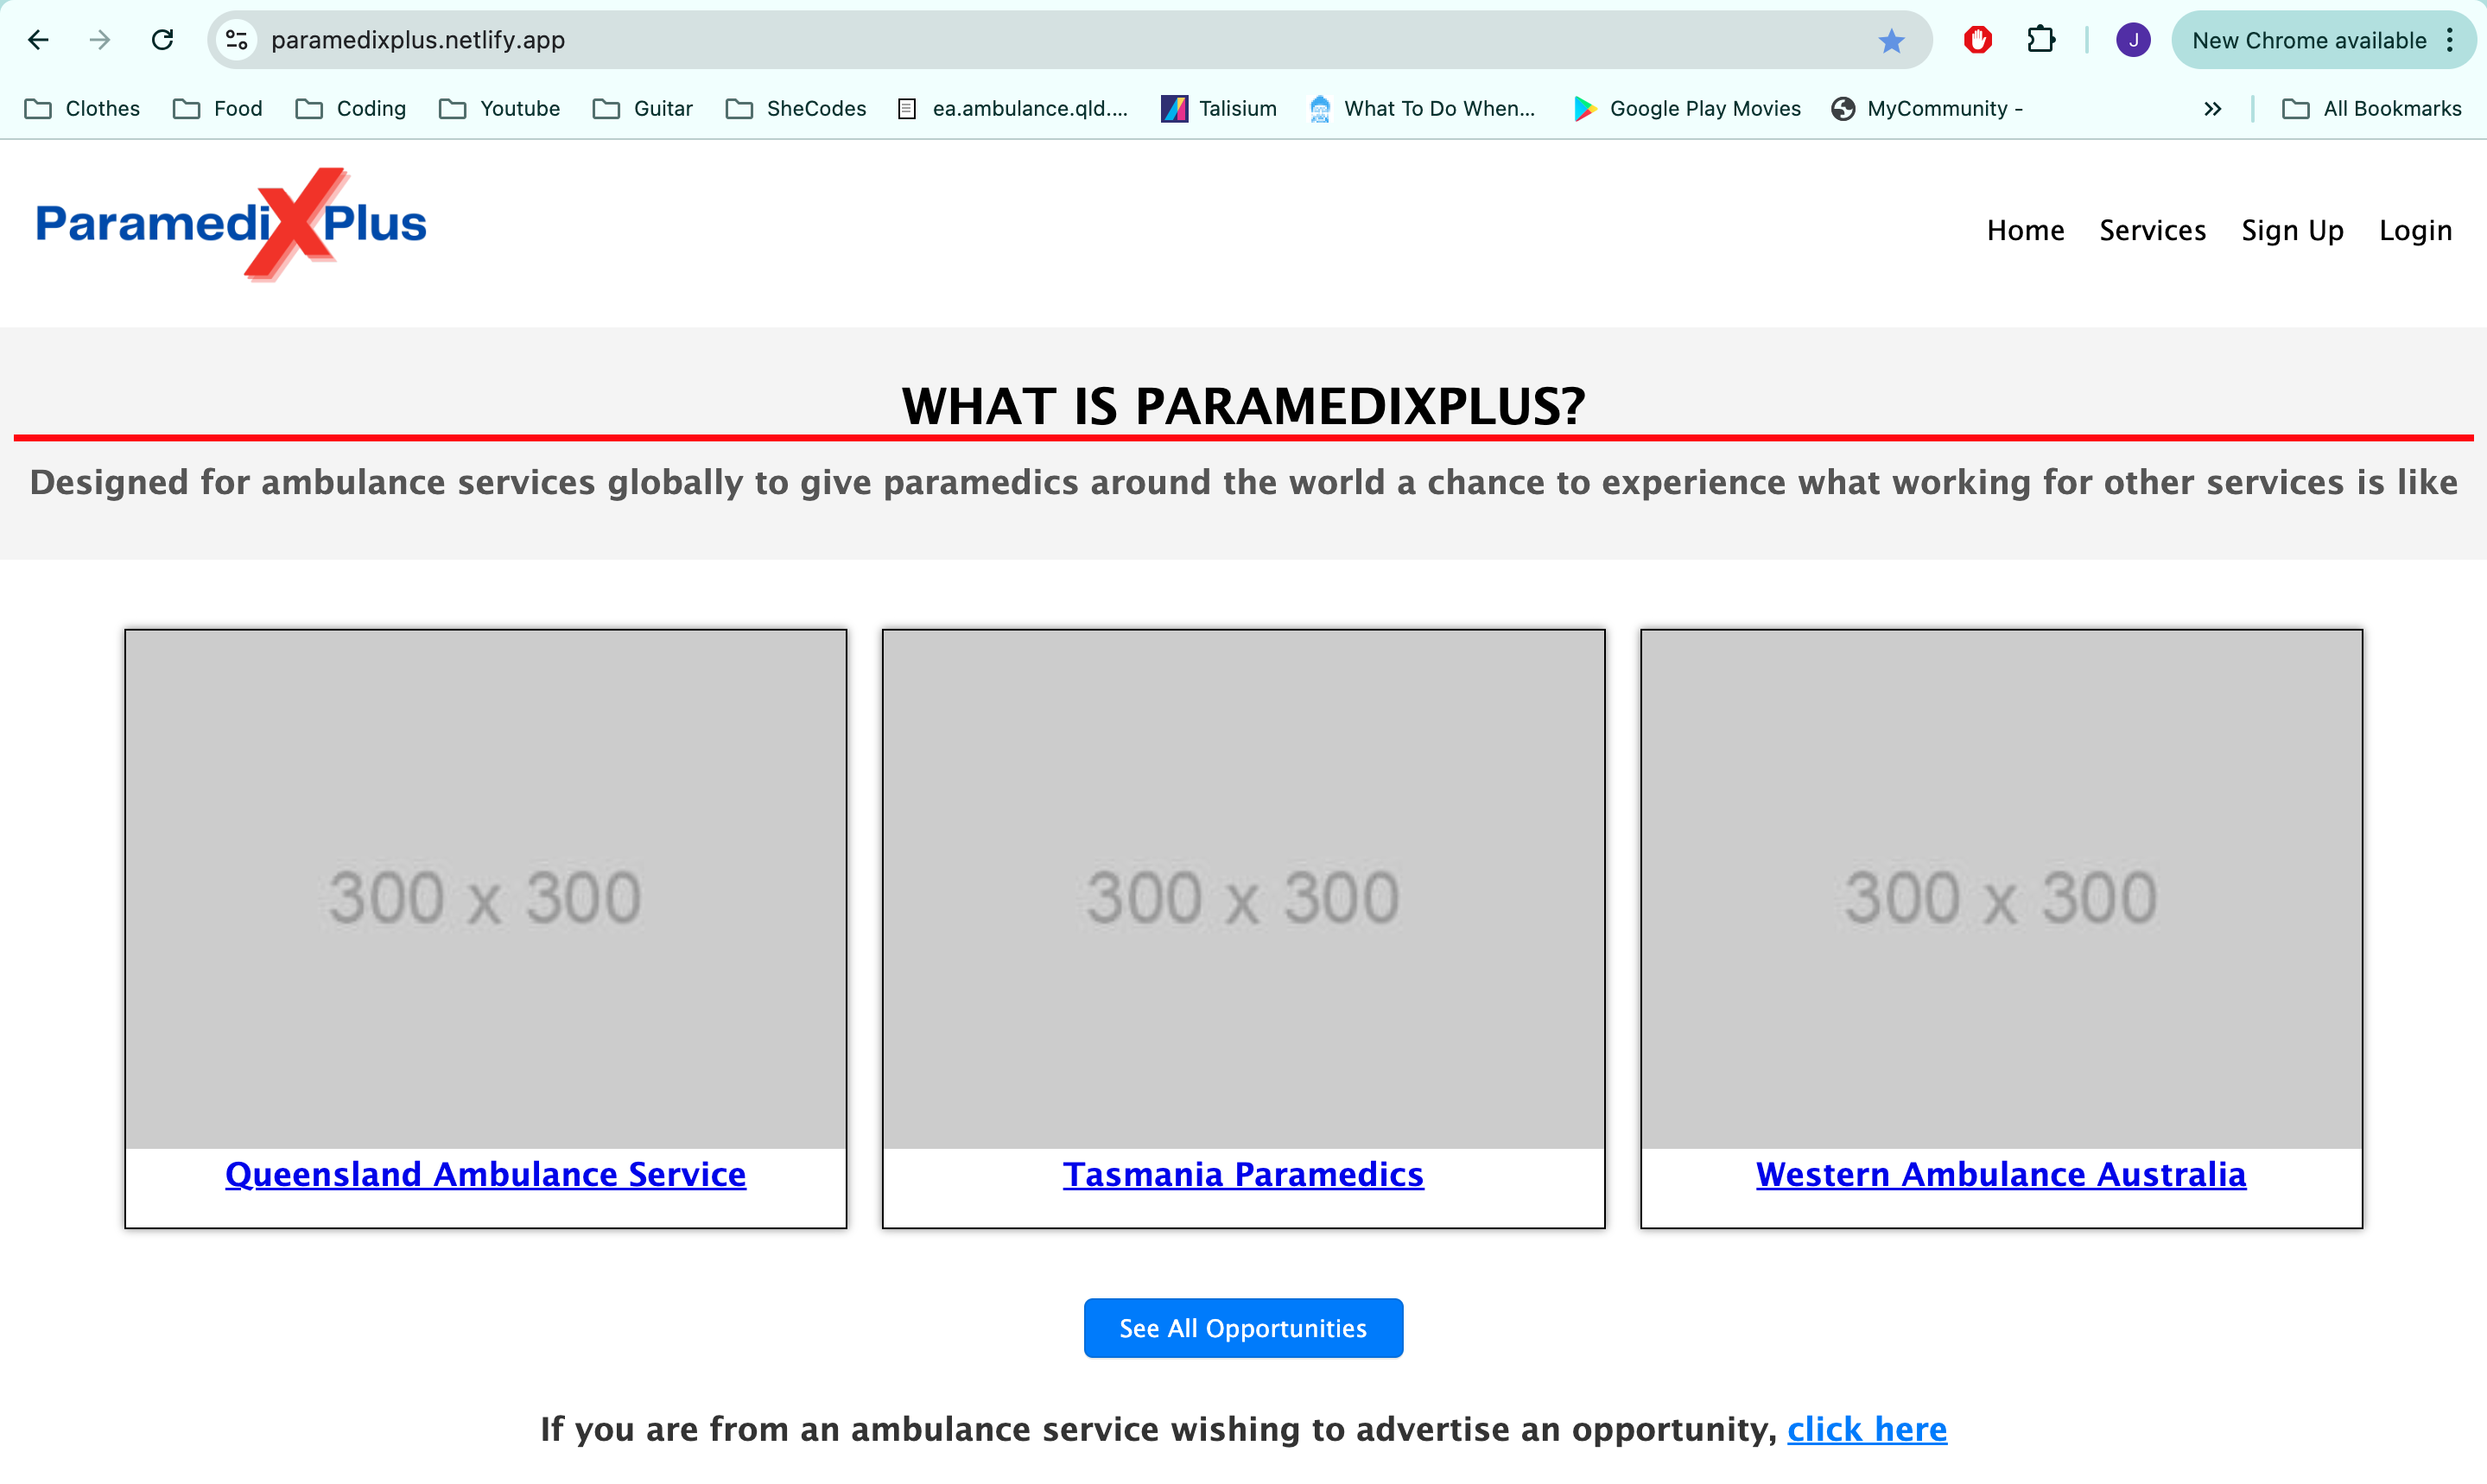 paramedixplus.netlify.app
J
New Chrome available
Clothes Food Coding Youtube Guitar SheCodes ea.ambulance.qld.... Talisium What To Do When... Google Play Movies MyCommunity - » All Bookmarks
ParamediXPlus
Home Services Sign Up Login
WHAT IS PARAMEDIXPLUS?
Designed for ambulance services globally to give paramedics around the world a chance to experience what working for other services is like
300 x 300 300 x 300 300 x 300
Queensland Ambulance Service Tasmania Paramedics Western Ambulance Australia
See All Opportunities
If you are from an ambulance service wishing to advertise an opportunity, click here